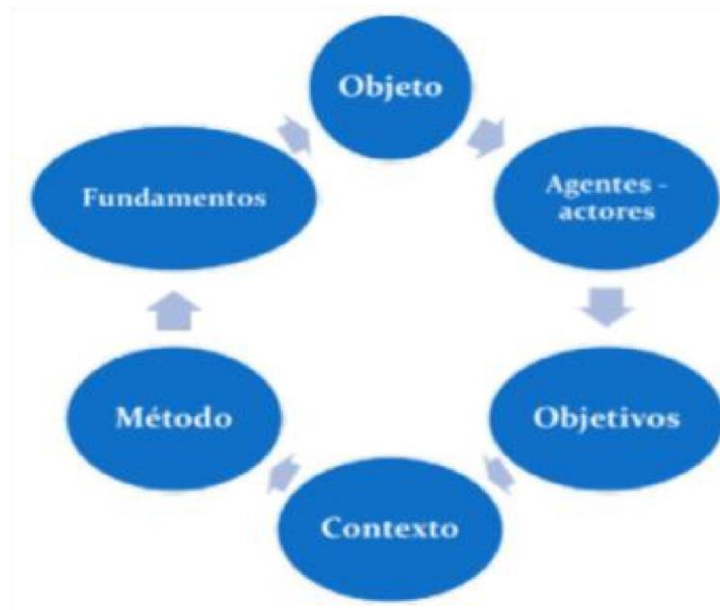 Objeto
Agentes -
actores
Objetivos
Contexto
Método
Fundamentos